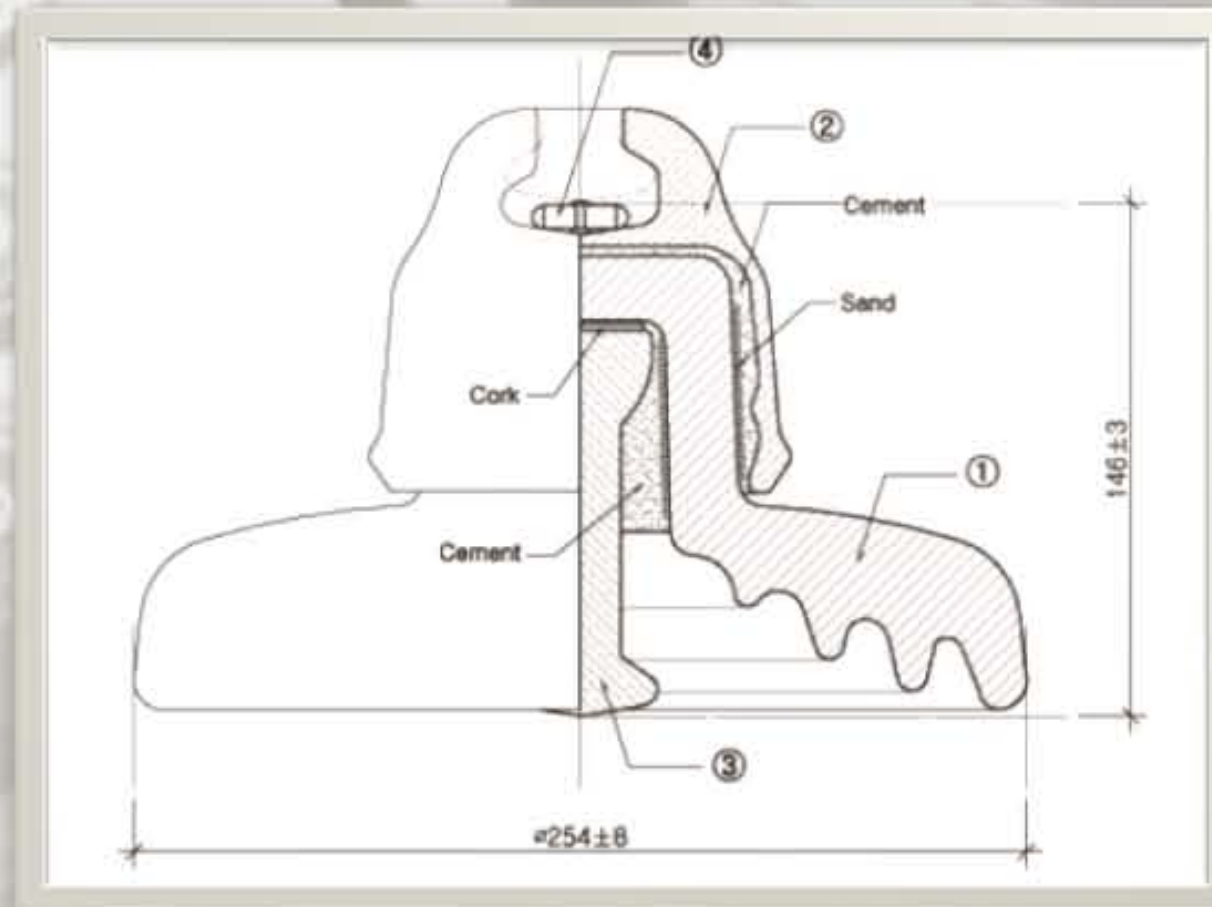 ④
②
Cement
Sand
Cork
①
146±3
Cement
③
⌀254±8